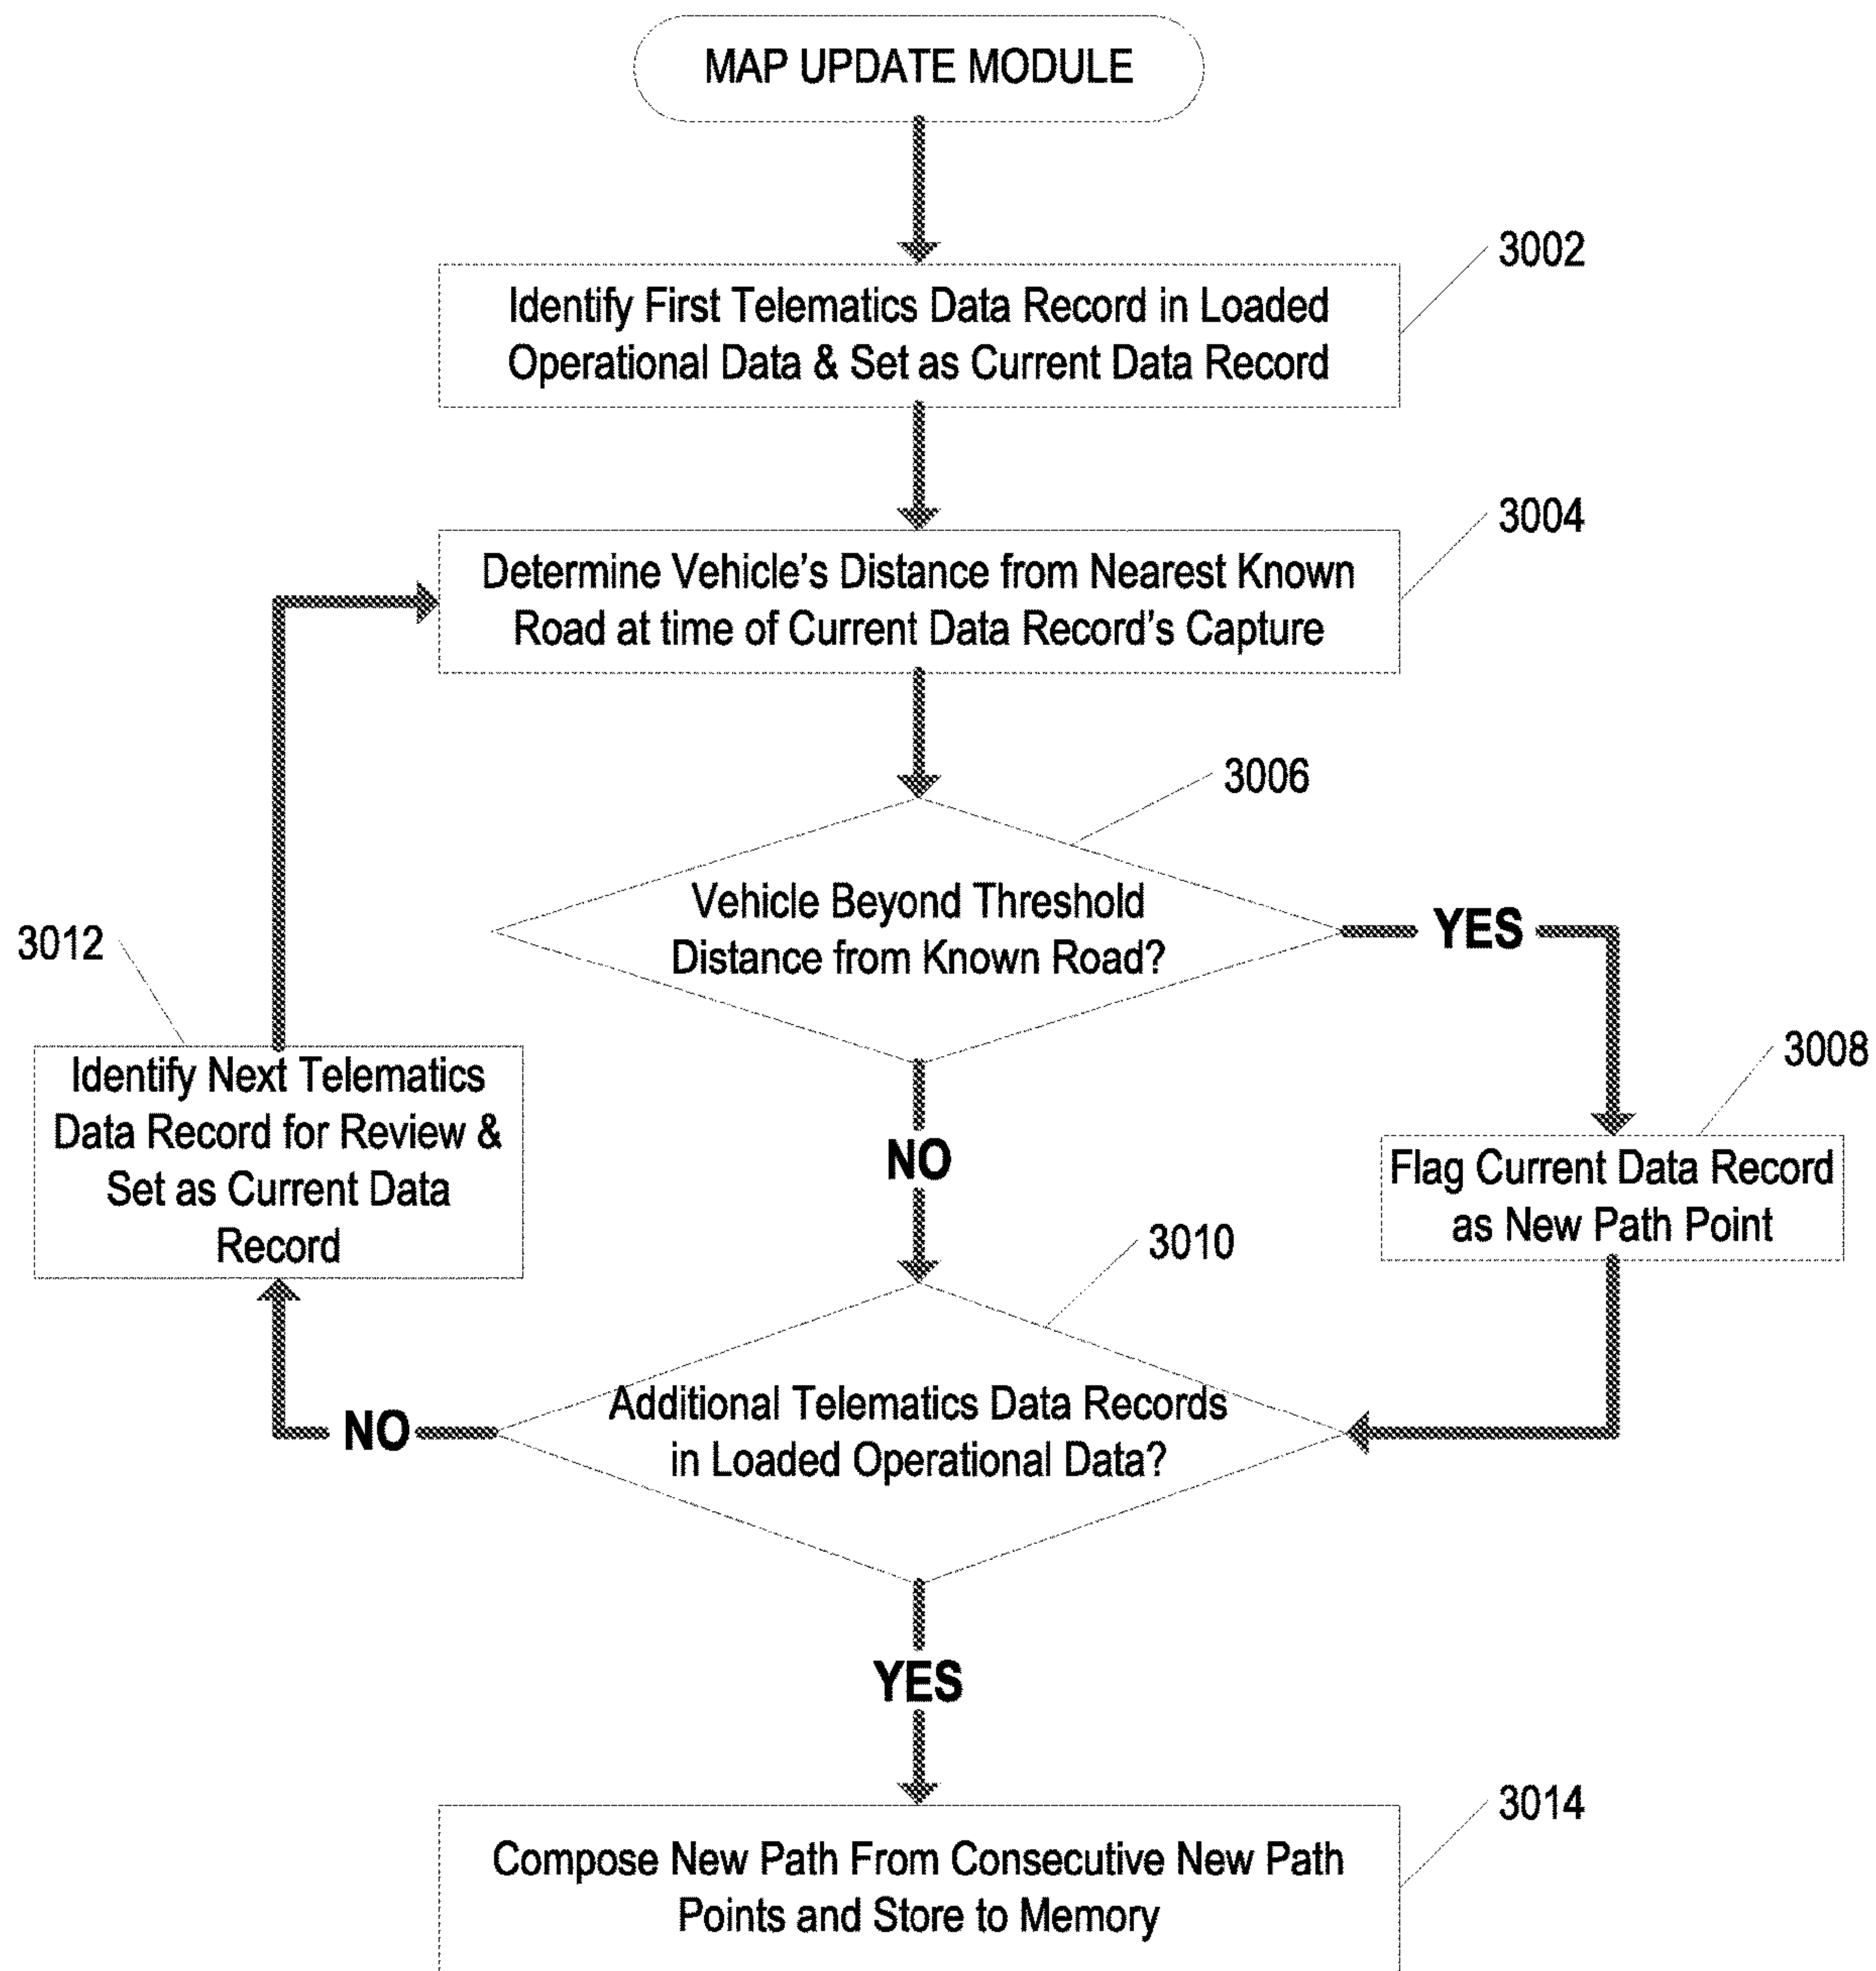 MAP UPDATE MODULE
3002
Identify First Telematics Data Record in Loaded
Operational Data & Set as Current Data Record
3004
Determine Vehicle's Distance from Nearest Known
Road at time of Current Data Record's Capture
3006
Vehicle Beyond Threshold
Distance from Known Road?
YES
3012
Identify Next Telematics
Data Record for Review &
Set as Current Data
Record
NO
3008
Flag Current Data Record
as New Path Point
3010
Additional Telematics Data Records
in Loaded Operational Data?
NO
YES
3014
Compose New Path From Consecutive New Path
Points and Store to Memory